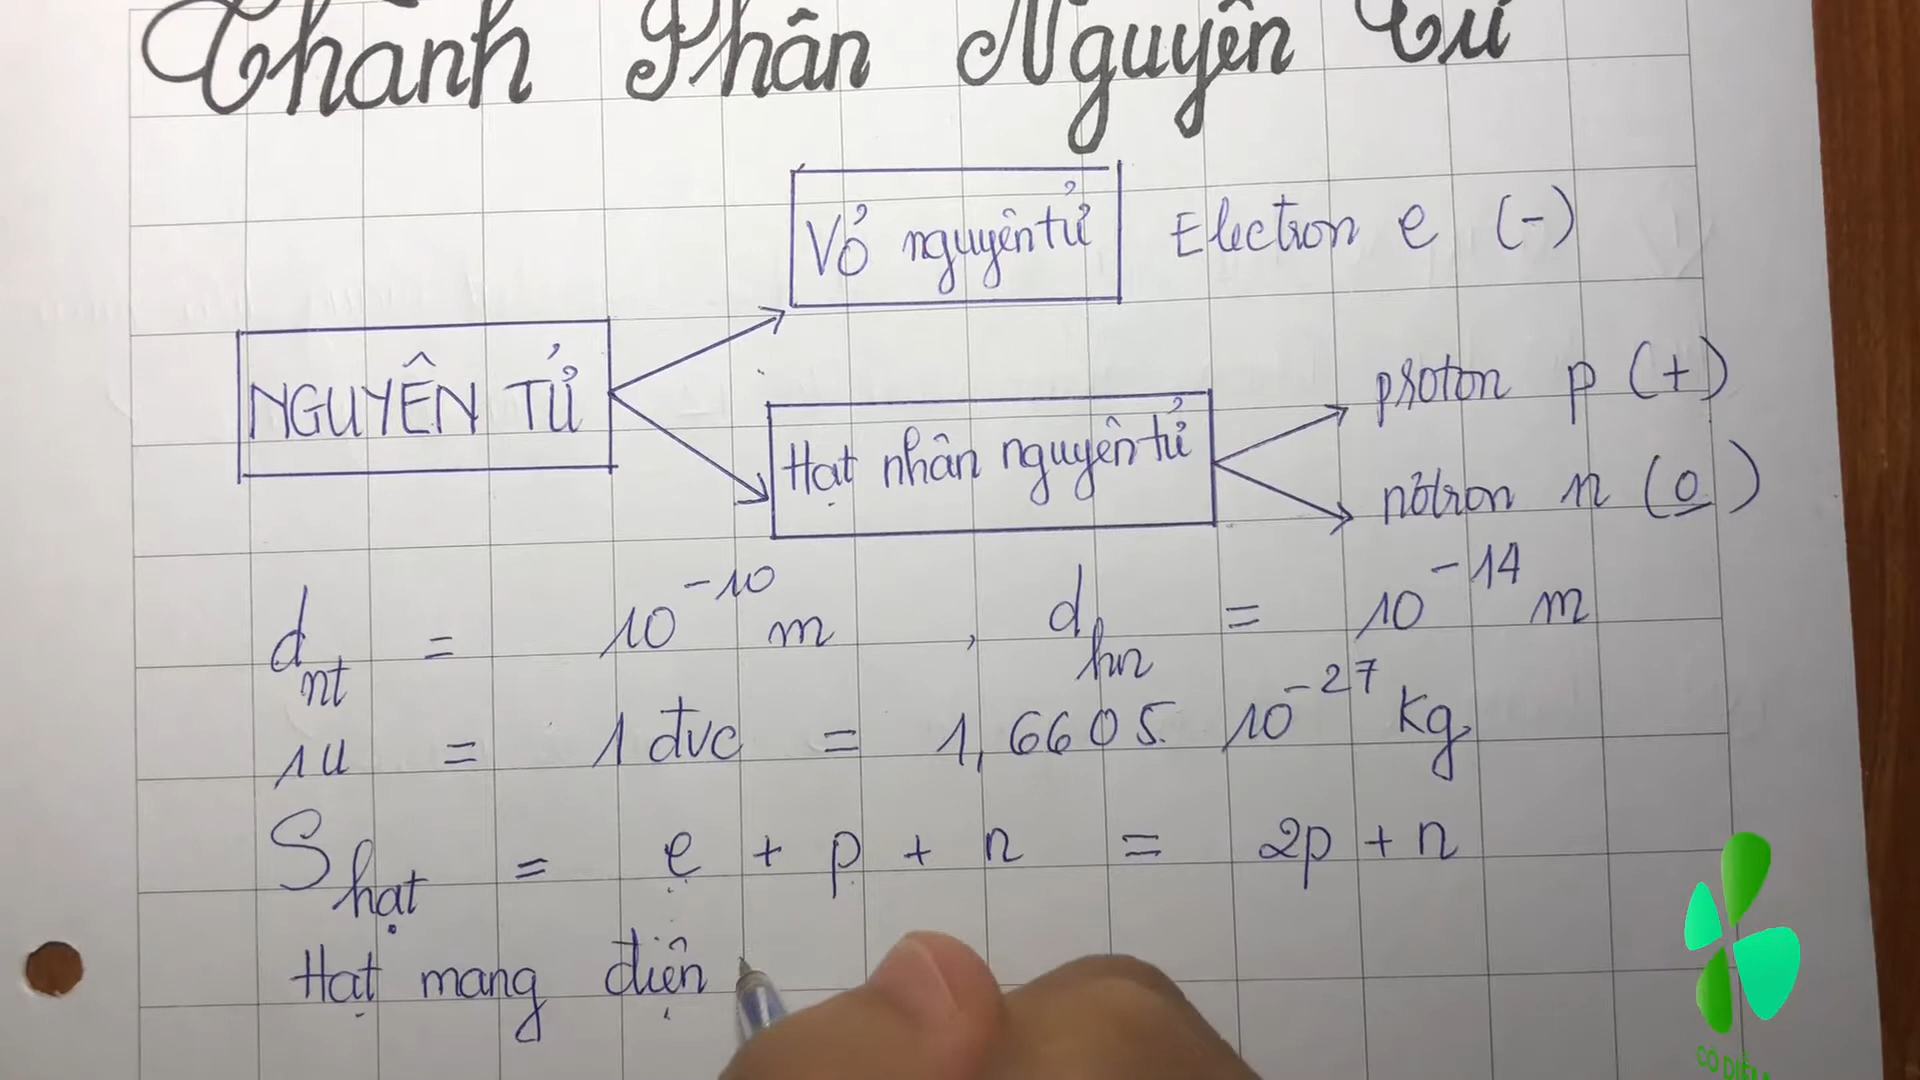 Thành Phần Nguyên Tử
Vỏ nguyên tử Electron e (-)
NGUYÊN TỬ
Hạt nhân nguyên tử
proton p (+)
nơtron n (0)
d nt = 10⁻¹⁰ m , d hn = 10⁻¹⁴ m
1u = 1 đvc = 1,6605. 10⁻²⁷ kg
S hạt = e + p + n = 2p + n
Hạt mang điện